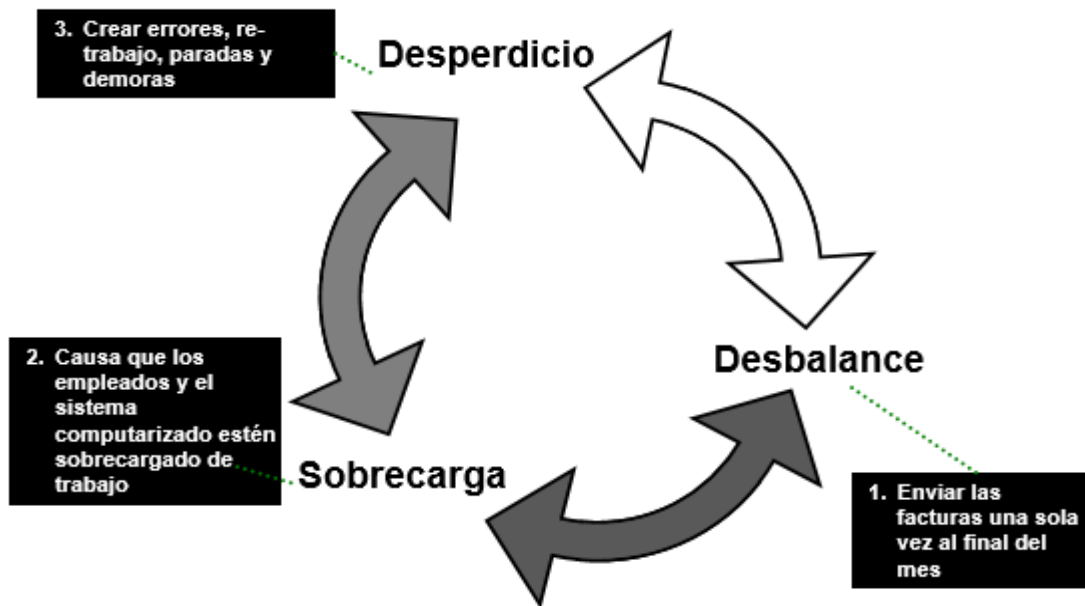 3. Crear errores, re-
trabajo, paradas y
demoras
Desperdicio
Desbalance
2. Causa que los
empleados y el
sistema
computarizado estén
sobrecargado de
trabajo
Sobrecarga
1. Enviar las
facturas una sola
vez al final del
mes